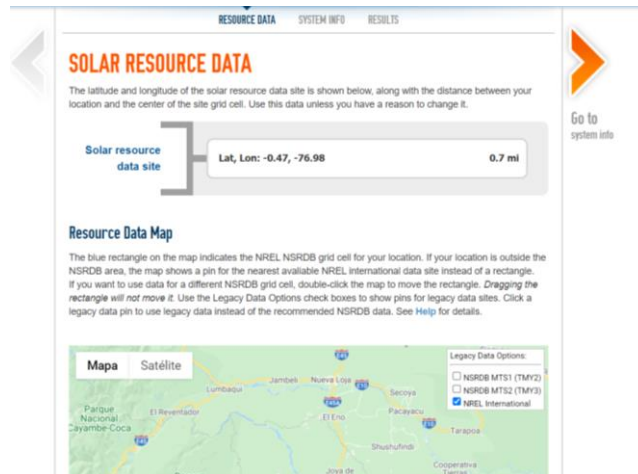 RESOURCE DATA SYSTEM INFO RESULTS
SOLAR RESOURCE DATA
The latitude and longitude of the solar resource data site is shown below, along with the distance between your
location and the center of the site grid cell. Use this data unless you have a reason to change it.
Go to
system info
Solar resource
data site
Lat, Lon: -0.47, -76.98 0.7 mi
Resource Data Map
The blue rectangle on the map indicates the NREL NSRDB grid cell for your location. If your location is outside the
NSRDB area, the map shows a pin for the nearest available NREL international data site instead of a rectangle.
If you want to use data for a different NSRDB grid cell, double-click the map to move the rectangle. Dragging the
rectangle will not move it. Use the Legacy Data Options check boxes to show pins for legacy data sites. Click a
legacy data pin to use legacy data instead of the recommended NSRDB data. See Help for details.
Mapa Satélite
Legacy Data Options:
NSRDB MTS1 (TMY2)
NSRDB MTS2 (TMY3)
NREL International
Lumbaqui
Jambelí
Nueva Loja
Secoya
Parque
Nacional
Cayambe-Coca
El Reventador
El Eno
Pacayacu
Tarapoa
Shushufindi
Joya de
Cooperativa